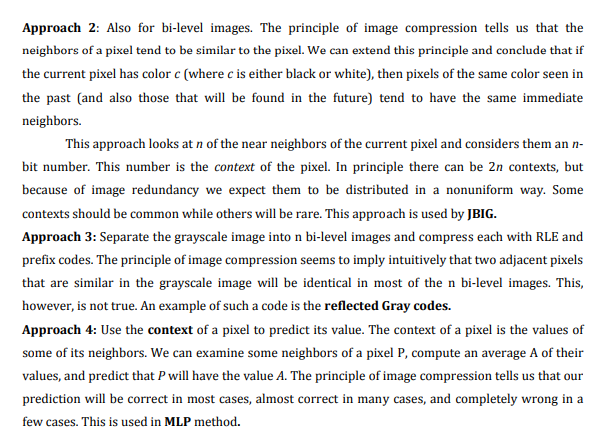 Approach 2: Also for bi-level images. The principle of image compression tells us that the
neighbors of a pixel tend to be similar to the pixel. We can extend this principle and conclude that if
the current pixel has color c (where c is either black or white), then pixels of the same color seen in
the past (and also those that will be found in the future) tend to have the same immediate
neighbors.
This approach looks at n of the near neighbors of the current pixel and considers them an n-
bit number. This number is the context of the pixel. In principle there can be 2n contexts, but
because of image redundancy we expect them to be distributed in a nonuniform way. Some
contexts should be common while others will be rare. This approach is used by JBIG.
Approach 3: Separate the grayscale image into n bi-level images and compress each with RLE and
prefix codes. The principle of image compression seems to imply intuitively that two adjacent pixels
that are similar in the grayscale image will be identical in most of the n bi-level images. This,
however, is not true. An example of such a code is the reflected Gray codes.
Approach 4: Use the context of a pixel to predict its value. The context of a pixel is the values of
some of its neighbors. We can examine some neighbors of a pixel P, compute an average A of their
values, and predict that P will have the value A. The principle of image compression tells us that our
prediction will be correct in most cases, almost correct in many cases, and completely wrong in a
few cases. This is used in MLP method.